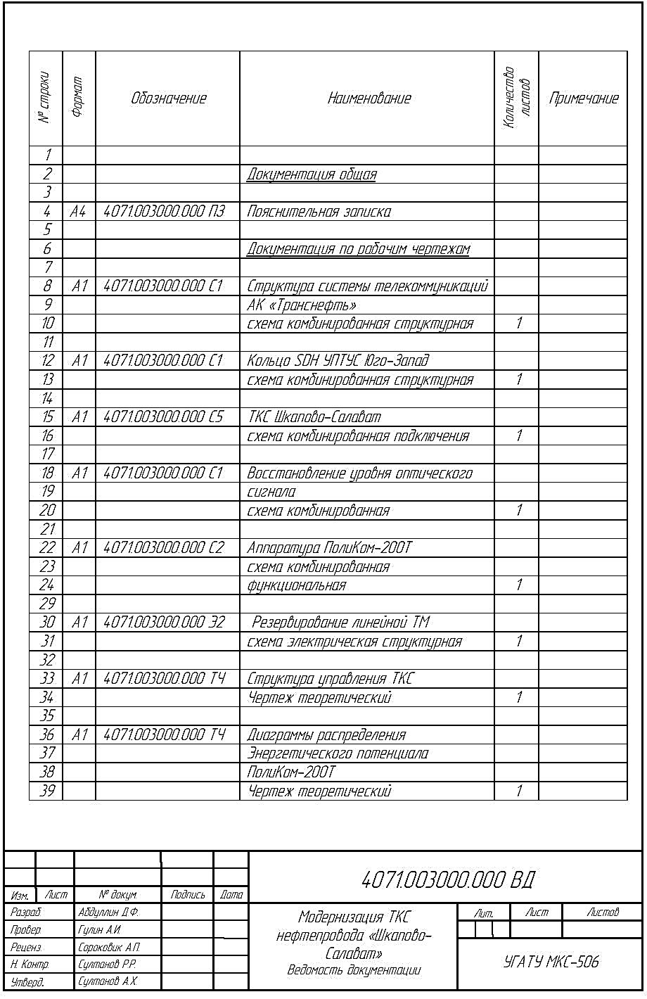 № строки Формат Обозначение Наименование Количество листов Примечание
1
2 Документация общая
3
4 А4 4071.003000.000 ПЗ Пояснительная записка
5
6 Документация по рабочим чертежам
7
8 А1 4071.003000.000 С1 Структура системы телекоммуникаций
9 АК «Транснефть»
10 схема комбинированная структурная 1
11
12 А1 4071.003000.000 С1 Кольцо SDH УПТУС Юго-Запад
13 схема комбинированная структурная 1
14
15 А1 4071.003000.000 С5 ТКС Шкапово-Салават
16 схема комбинированная подключения 1
17
18 А1 4071.003000.000 С1 Восстановление уровня оптического
19 сигнала
20 схема комбинированная 1
21
22 А1 4071.003000.000 С2 Аппаратура ПолиКом-200Т
23 схема комбинированная
24 функциональная 1
29
30 А1 4071.003000.000 Э2 Резервирование линейной ТМ
31 схема электрическая структурная 1
32
33 А1 4071.003000.000 ТЧ Структура управления ТКС
34 Чертеж теоретический 1
35
36 А1 4071.003000.000 ТЧ Диаграммы распределения
37 Энергетического потенциала
38 ПолиКом-200Т
39 Чертеж теоретический 1
4071.003000.000 ВД
Изм. Лист № докум. Подпись Дата
Разраб. Абдуллин Д.Ф.
Провер. Гулин А.И.
Реценз. Сороковик А.П.
Н. Контр. Султанов Р.Р.
Утверд. Султанов А.Х.
Модернизация ТКС
нефтепровода «Шкапово-
Салават»
Ведомость документации
Лит. Лист Листов
УГАТУ МКС-506